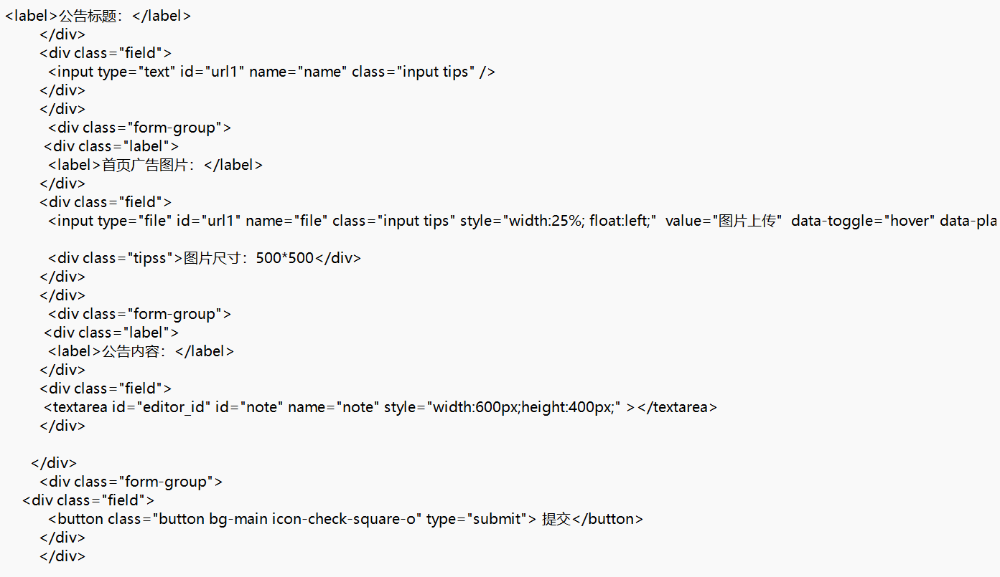 <label>公告标题：</label>
</div>
<div class="field">
<input type="text" id="url1" name="name" class="input tips" />
</div>
</div>
<div class="form-group">
<div class="label">
<label>首页广告图片：</label>
</div>
<div class="field">
<input type="file" id="url1" name="file" class="input tips" style="width:25%; float:left;"  value="图片上传"  data-toggle="hover" data-pla
<div class="tipss">图片尺寸：500*500</div>
</div>
</div>
<div class="form-group">
<div class="label">
<label>公告内容：</label>
</div>
<div class="field">
<textarea id="editor_id" id="note" name="note" style="width:600px;height:400px;" ></textarea>
</div>
</div>
<div class="form-group">
<div class="field">
<button class="button bg-main icon-check-square-o" type="submit"> 提交</button>
</div>
</div>